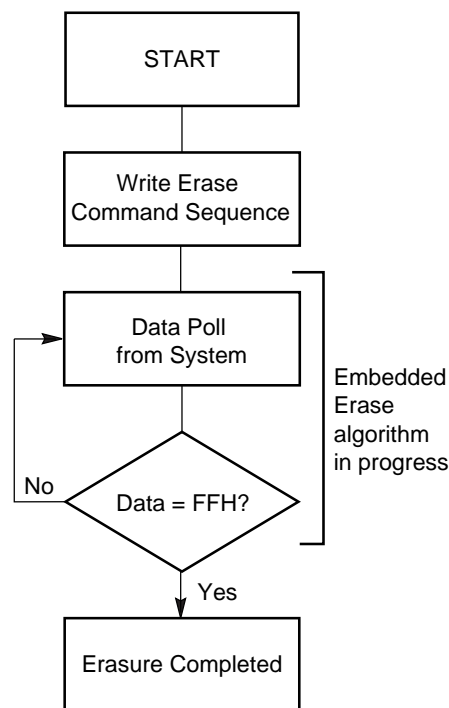 START
Write Erase
Command Sequence
Data Poll
from System
Embedded
Erase
algorithm
in progress
No
Data = FFH?
Yes
Erasure Completed